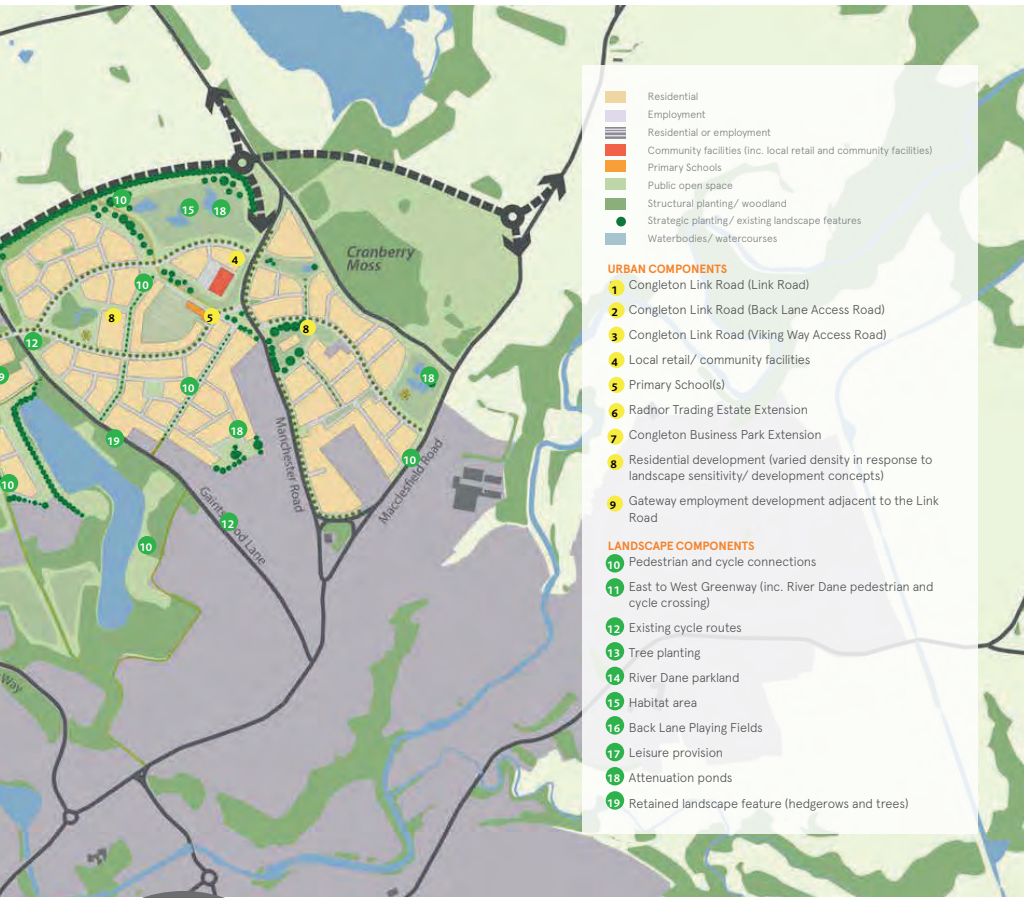 10
15
18
Cranberry
Moss
4
10
8
5
8
12
9
10
18
19
18
10
10
Manchester Road
Macclesfield Road
Gaints
od Lane
12
10
Way
Residential
Employment
Residential or employment
Community facilities (inc. local retail and community facilities)
Primary Schools
Public open space
Structural planting/ woodland
Strategic planting/ existing landscape features
Waterbodies/ watercourses
URBAN COMPONENTS
1 Congleton Link Road (Link Road)
2 Congleton Link Road (Back Lane Access Road)
3 Congleton Link Road (Viking Way Access Road)
4 Local retail/ community facilities
5 Primary School(s)
6 Radnor Trading Estate Extension
7 Congleton Business Park Extension
8 Residential development (varied density in response to
landscape sensitivity/ development concepts)
9 Gateway employment development adjacent to the Link
Road
LANDSCAPE COMPONENTS
10 Pedestrian and cycle connections
11 East to West Greenway (inc. River Dane pedestrian and
cycle crossing)
12 Existing cycle routes
13 Tree planting
14 River Dane parkland
15 Habitat area
16 Back Lane Playing Fields
17 Leisure provision
18 Attenuation ponds
19 Retained landscape feature (hedgerows and trees)